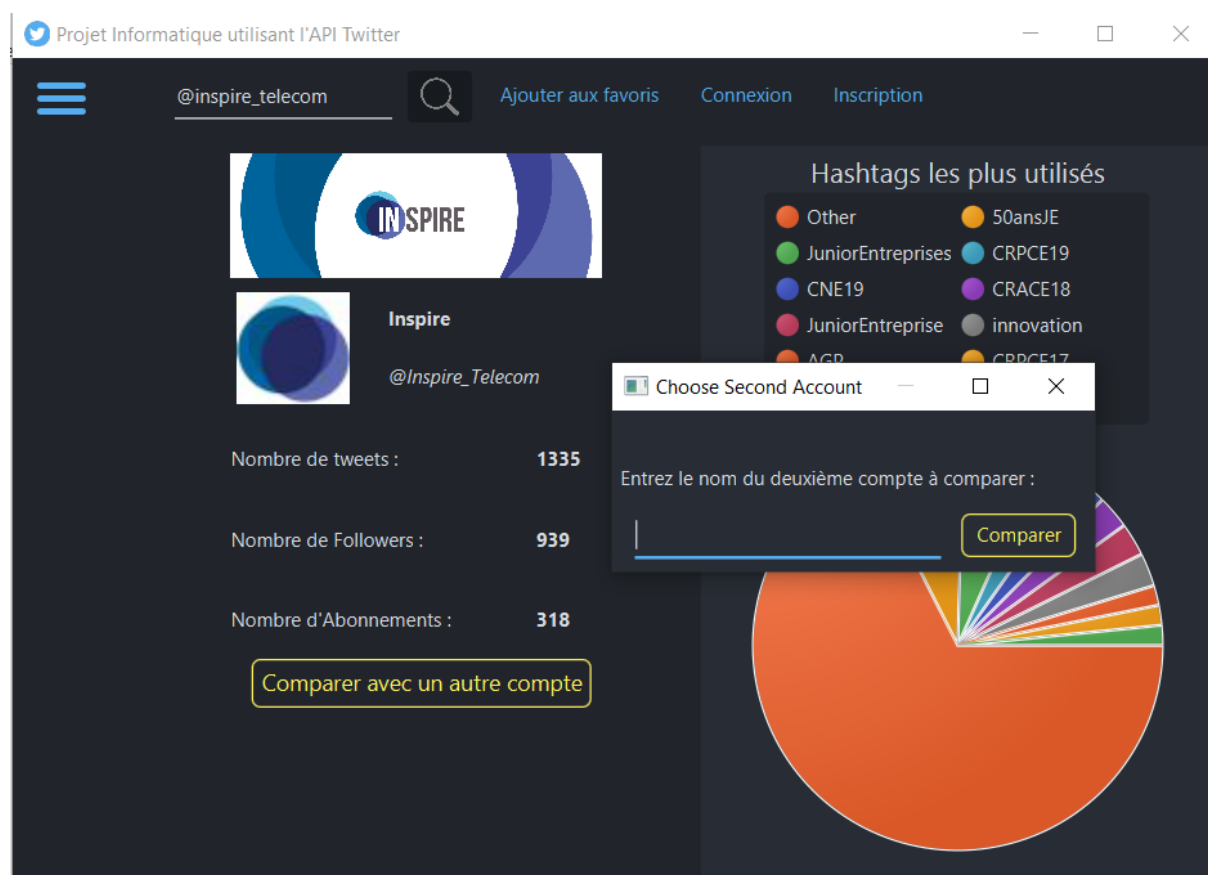 Projet Informatique utilisant l'API Twitter
@inspire_telecom
Ajouter aux favoris
Connexion
Inscription
INSPIRE
Inspire
@Inspire_Telecom
Nombre de tweets : 1335
Nombre de Followers : 939
Nombre d'Abonnements : 318
Comparer avec un autre compte
Hashtags les plus utilisés
Other 50ansJE
JuniorEntreprises CRPCE19
CNE19 CRACE18
JuniorEntreprise innovation
Choose Second Account
Entrez le nom du deuxième compte à comparer :
Comparer